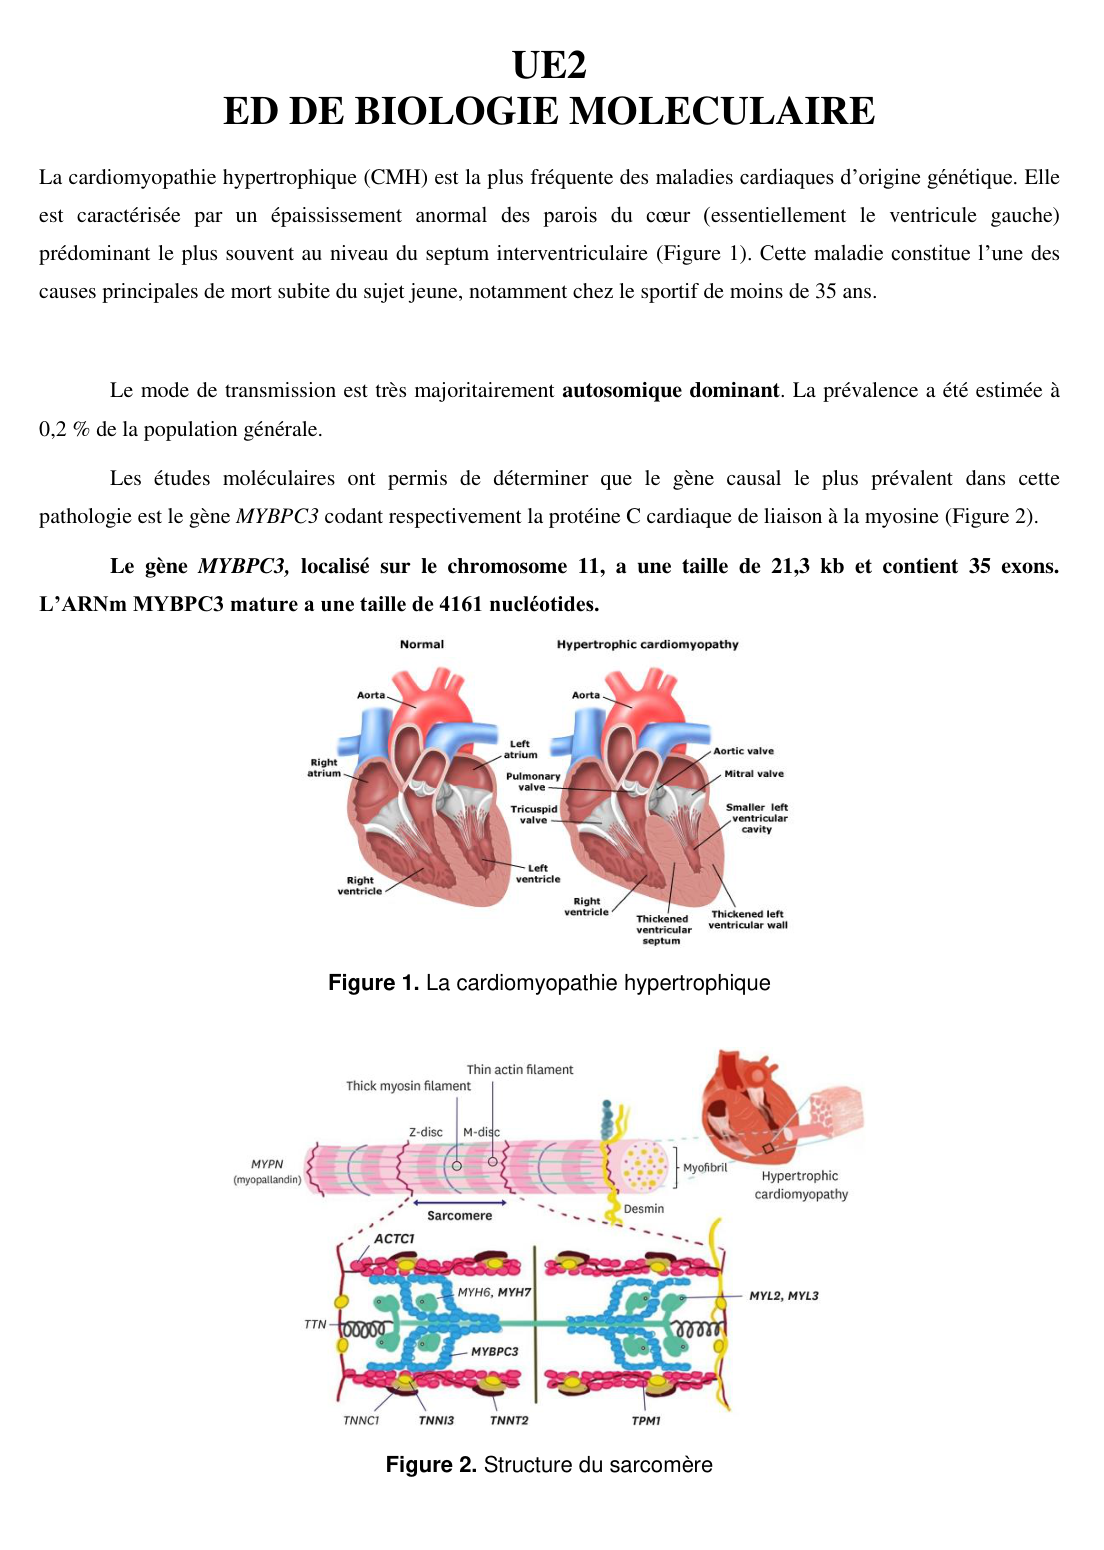 UE2
ED DE BIOLOGIE MOLECULAIRE
La cardiomyopathie hypertrophique (CMH) est la plus fréquente des maladies cardiaques d’origine génétique. Elle
est caractérisée par un épaississement anormal des parois du cœur (essentiellement le ventricule gauche)
prédominant le plus souvent au niveau du septum interventriculaire (Figure 1). Cette maladie constitue l’une des
causes principales de mort subite du sujet jeune, notamment chez le sportif de moins de 35 ans.
Le mode de transmission est très majoritairement autosomique dominant. La prévalence a été estimée à
0,2 % de la population générale.
Les études moléculaires ont permis de déterminer que le gène causal le plus prévalent dans cette
pathologie est le gène MYBPC3 codant respectivement la protéine C cardiaque de liaison à la myosine (Figure 2).
Le gène MYBPC3, localisé sur le chromosome 11, a une taille de 21,3 kb et contient 35 exons.
L’ARNm MYBPC3 mature a une taille de 4161 nucléotides.
Normal
Hypertrophic cardiomyopathy
Aorta
Aorta
Left
atrium
Aortic valve
Right
atrium
Pulmonary
valve
Mitral valve
Tricuspid
valve
Smaller left
ventricular
cavity
Left
ventricle
Right
ventricle
Right
ventricle
Thickened
ventricular
septum
Thickened left
ventricular wall
Figure 1. La cardiomyopathie hypertrophique
Thin actin filament
Thick myosin filament
Z-disc
M-disc
MYPN
(myopallandin)
Myofibril
Hypertrophic
cardiomyopathy
Desmin
Sarcomere
ACTC1
MYH6, MYH7
MYL2, MYL3
TTN
MYBPC3
TNNC1
TNNI3
TNNT2
TPM1
Figure 2. Structure du sarcomère